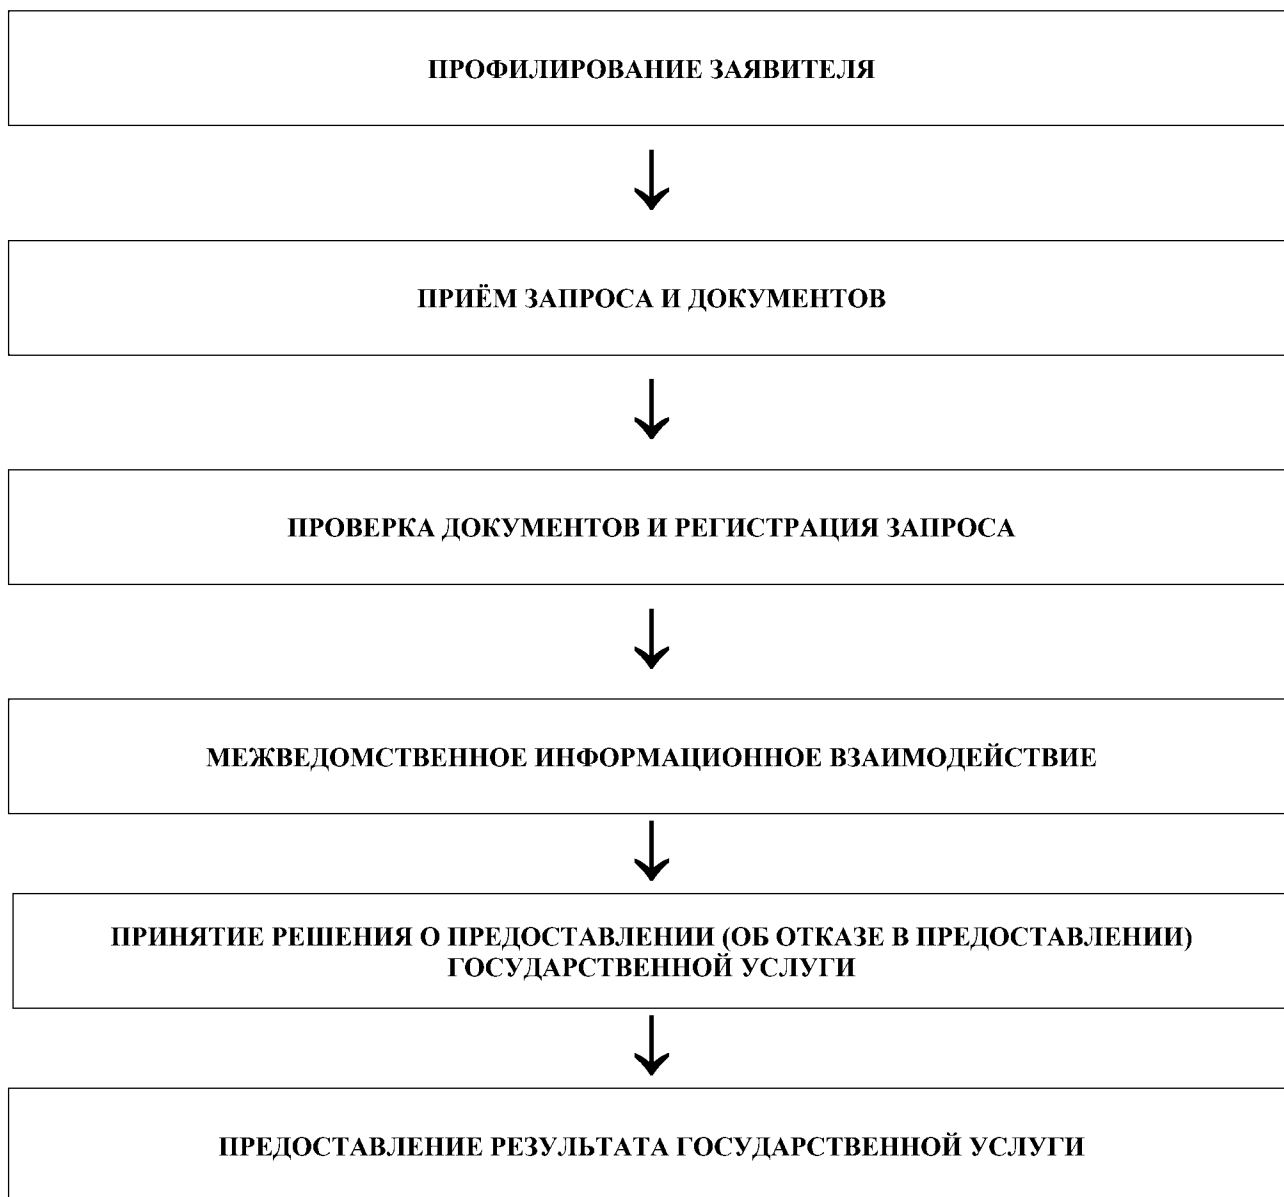 ПРОФИЛИРОВАНИЕ ЗАЯВИТЕЛЯ
ПРИЁМ ЗАПРОСА И ДОКУМЕНТОВ
ПРОВЕРКА ДОКУМЕНТОВ И РЕГИСТРАЦИЯ ЗАПРОСА
МЕЖВЕДОМСТВЕННОЕ ИНФОРМАЦИОННОЕ ВЗАИМОДЕЙСТВИЕ
ПРИНЯТИЕ РЕШЕНИЯ О ПРЕДОСТАВЛЕНИИ (ОБ ОТКАЗЕ В ПРЕДОСТАВЛЕНИИ)
ГОСУДАРСТВЕННОЙ УСЛУГИ
ПРЕДОСТАВЛЕНИЕ РЕЗУЛЬТАТА ГОСУДАРСТВЕННОЙ УСЛУГИ